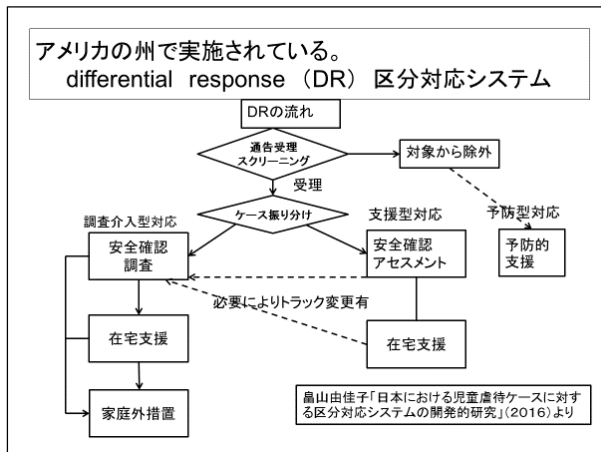 アメリカの州で実施されている。
differential response （DR） 区分対応システム
DRの流れ
通告受理
スクリーニング
対象から除外
受理
ケース振り分け
調査介入型対応
支援型対応
予防型対応
安全確認
調査
安全確認
アセスメント
予防的
支援
必要によりトラック変更有
在宅支援
在宅支援
家庭外措置
畠山由佳子「日本における児童虐待ケースに対す
る区分対応システムの開発的研究」（2016）より